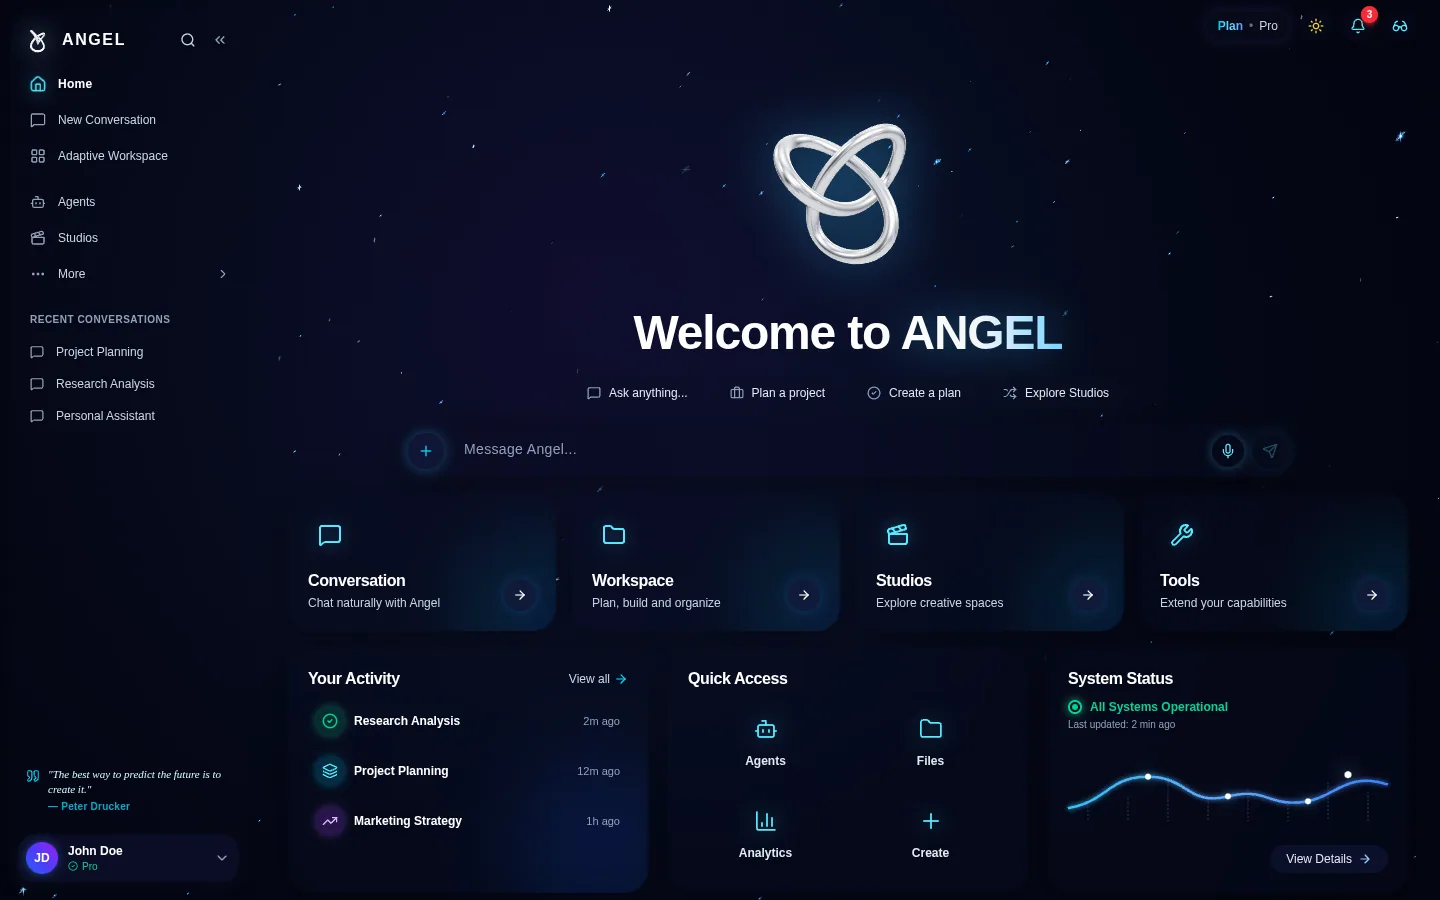 ANGEL
Home
New Conversation
Adaptive Workspace
Agents
Studios
More
RECENT CONVERSATIONS
Project Planning
Research Analysis
Personal Assistant
"The best way to predict the future is to
create it."
— Peter Drucker
JD
John Doe
Pro
Plan • Pro
3
Welcome to ANGEL
Ask anything...
Plan a project
Create a plan
Explore Studios
Message Angel...
Conversation
Chat naturally with Angel
Workspace
Plan, build and organize
Studios
Explore creative spaces
Tools
Extend your capabilities
Your Activity
View all
Research Analysis
2m ago
Project Planning
12m ago
Marketing Strategy
1h ago
Quick Access
Agents
Files
Analytics
Create
System Status
All Systems Operational
Last updated: 2 min ago
View Details